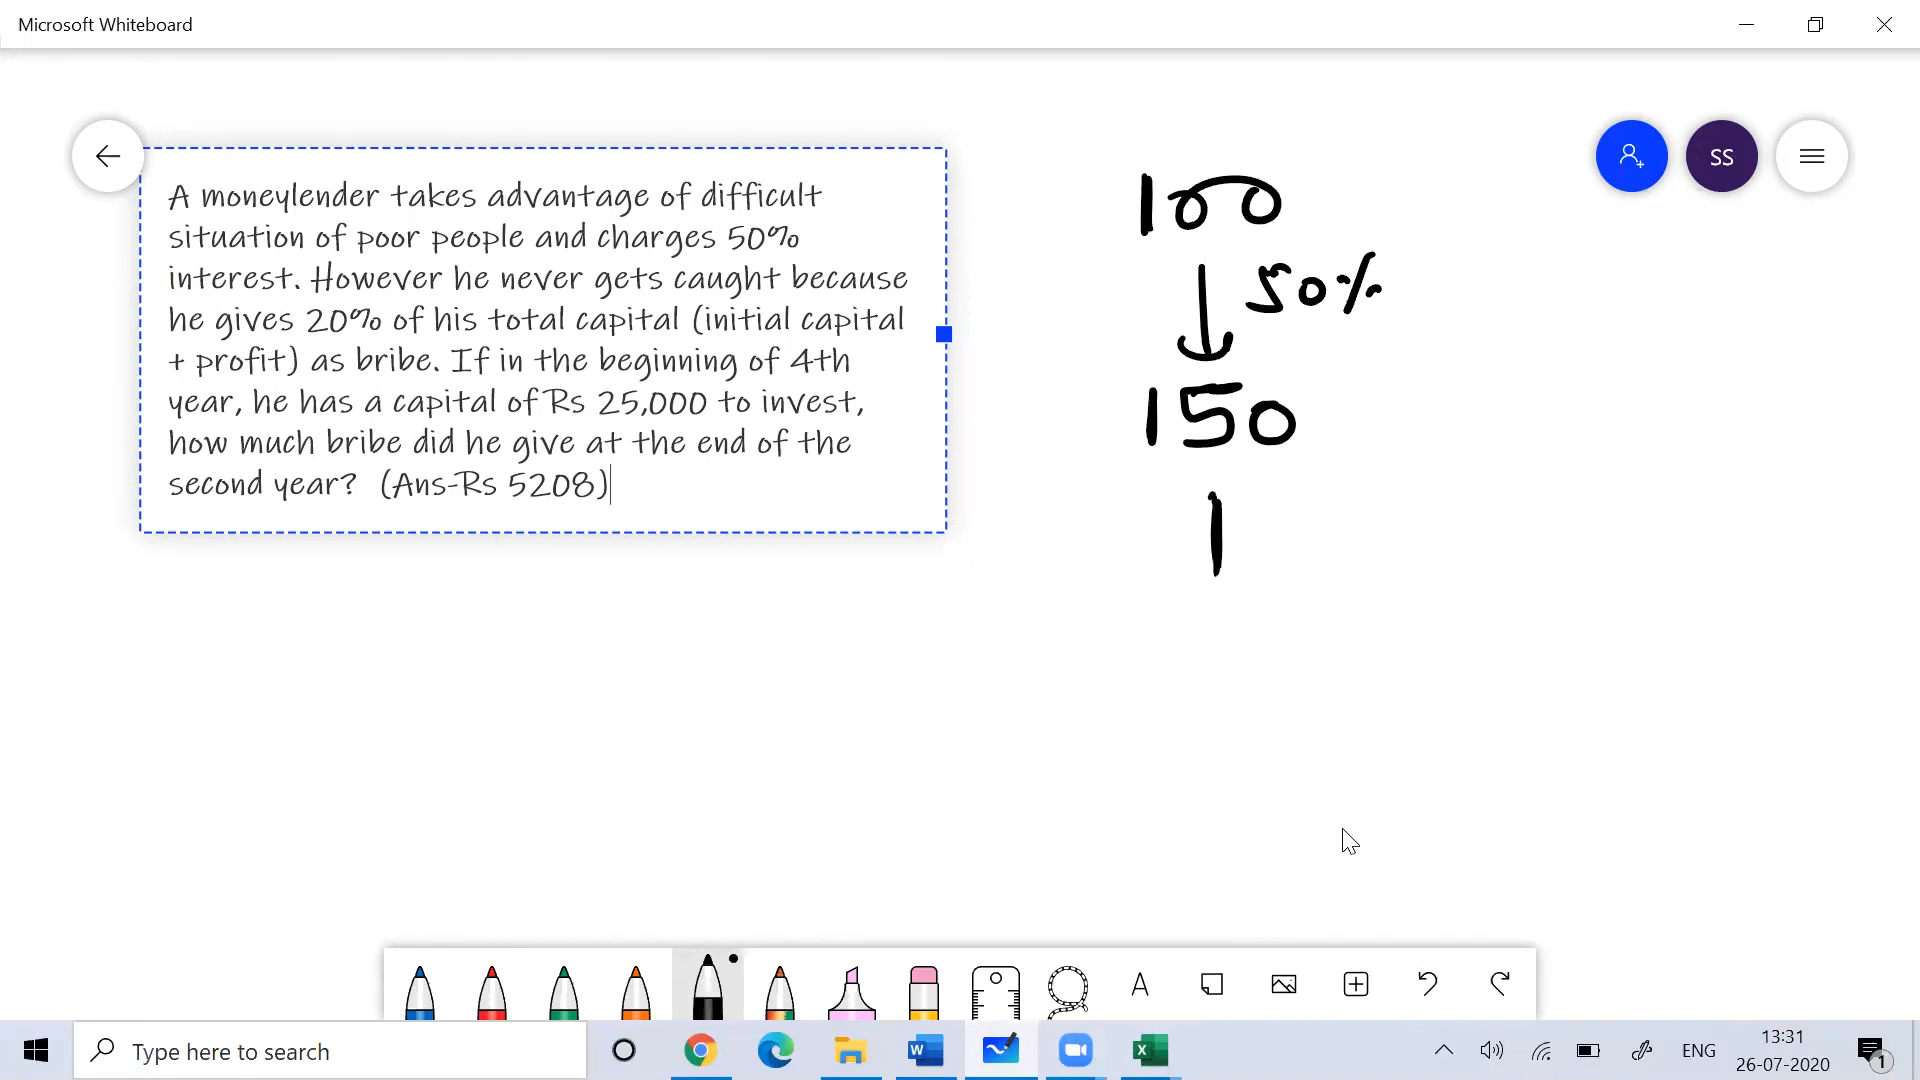 Microsoft Whiteboard
A moneylender takes advantage of difficult
situation of poor people and charges 50%
interest. However he never gets caught because
he gives 20% of his total capital (initial capital
+ profit) as bribe. If in the beginning of 4th
year, he has a capital of Rs 25,000 to invest,
how much bribe did he give at the end of the
second year? (Ans-Rs 5208)
100
50%
150
1
SS
A
Type here to search
W
X
ENG
13:31
26-07-2020
1